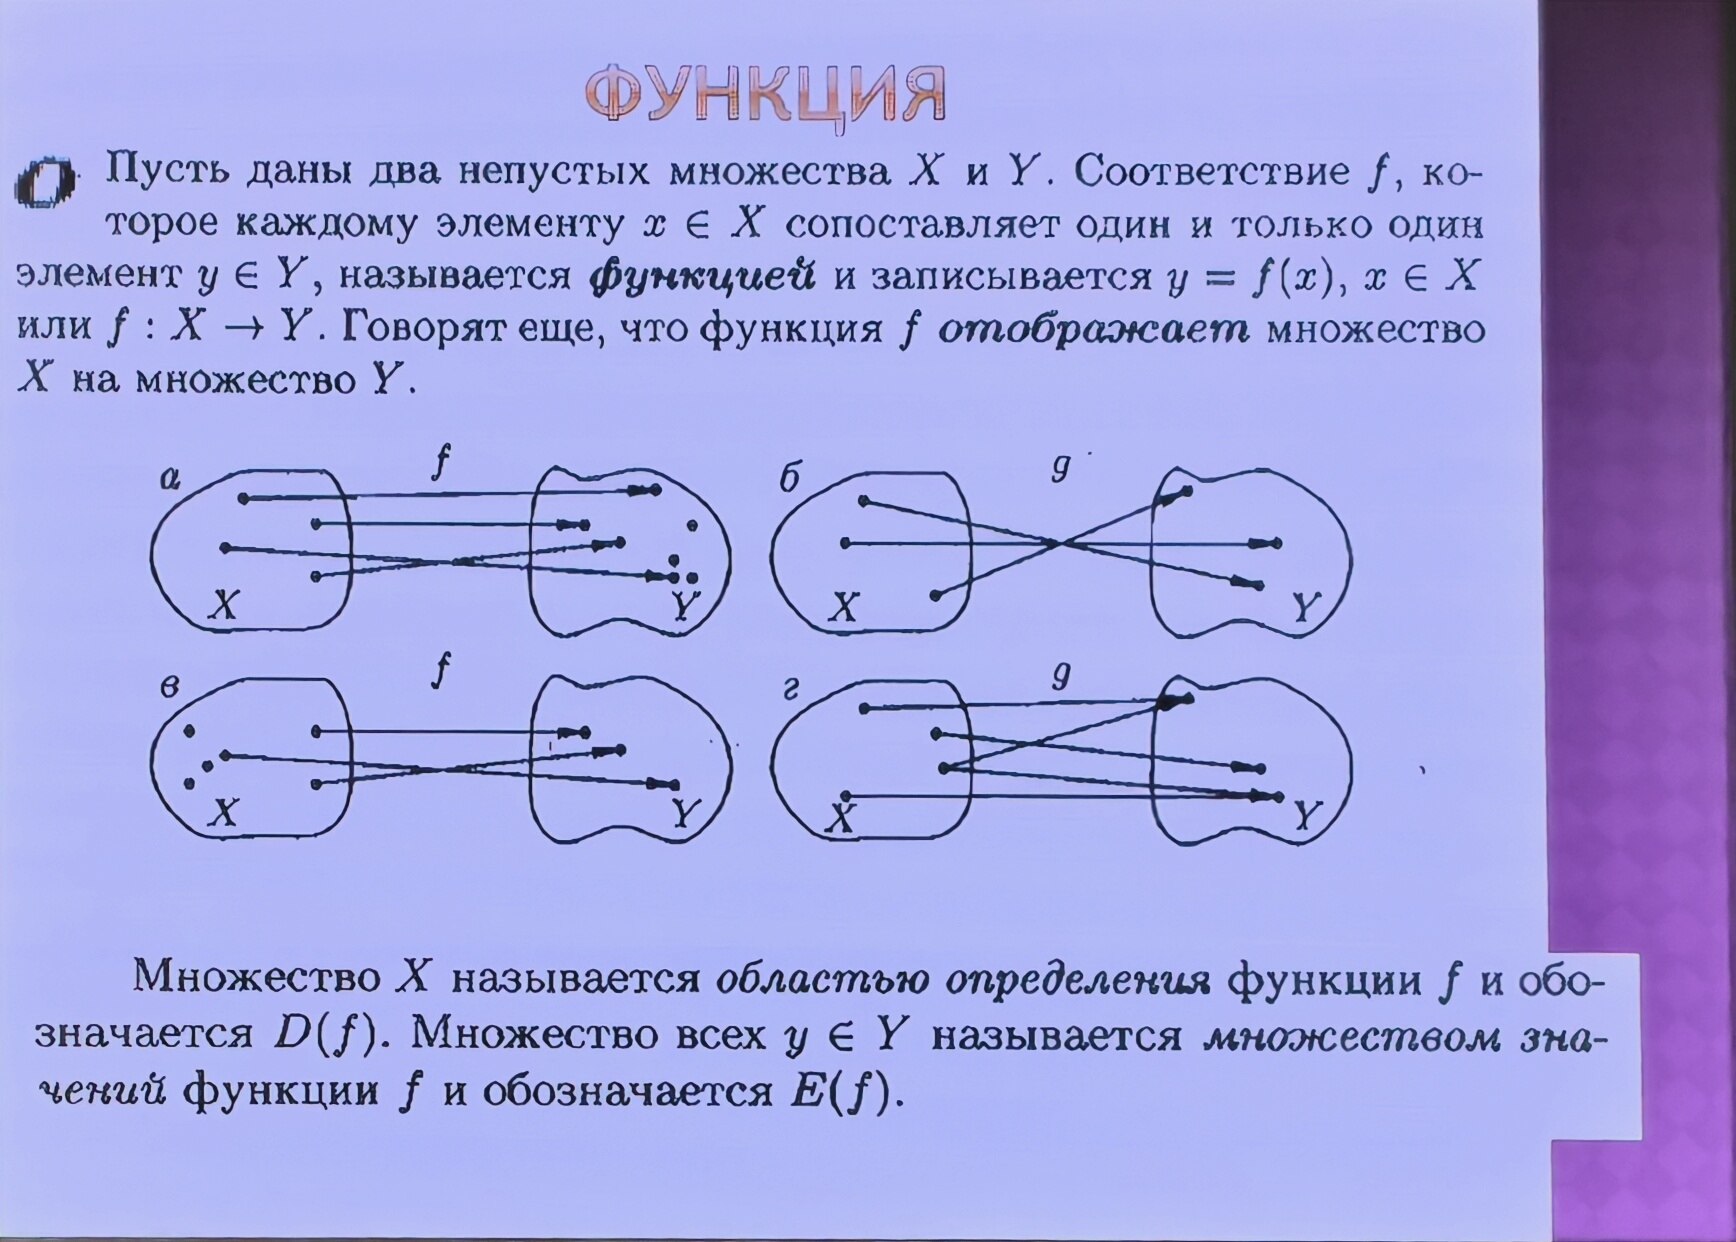 ФУНКЦИЯ
О Пусть даны два непустых множества X и Y. Соответствие f, ко-
торое каждому элементу x ∈ X сопоставляет один и только один
элемент y ∈ Y, называется функцией и записывается y = f(x), x ∈ X
или f : X → Y. Говорят еще, что функция f отображает множество
X на множество Y.
а f б g
X Y X Y
в f г g
X Y X Y
Множество X называется областью определения функции f и обо-
значается D(f). Множество всех y ∈ Y называется множеством зна-
чений функции f и обозначается E(f).